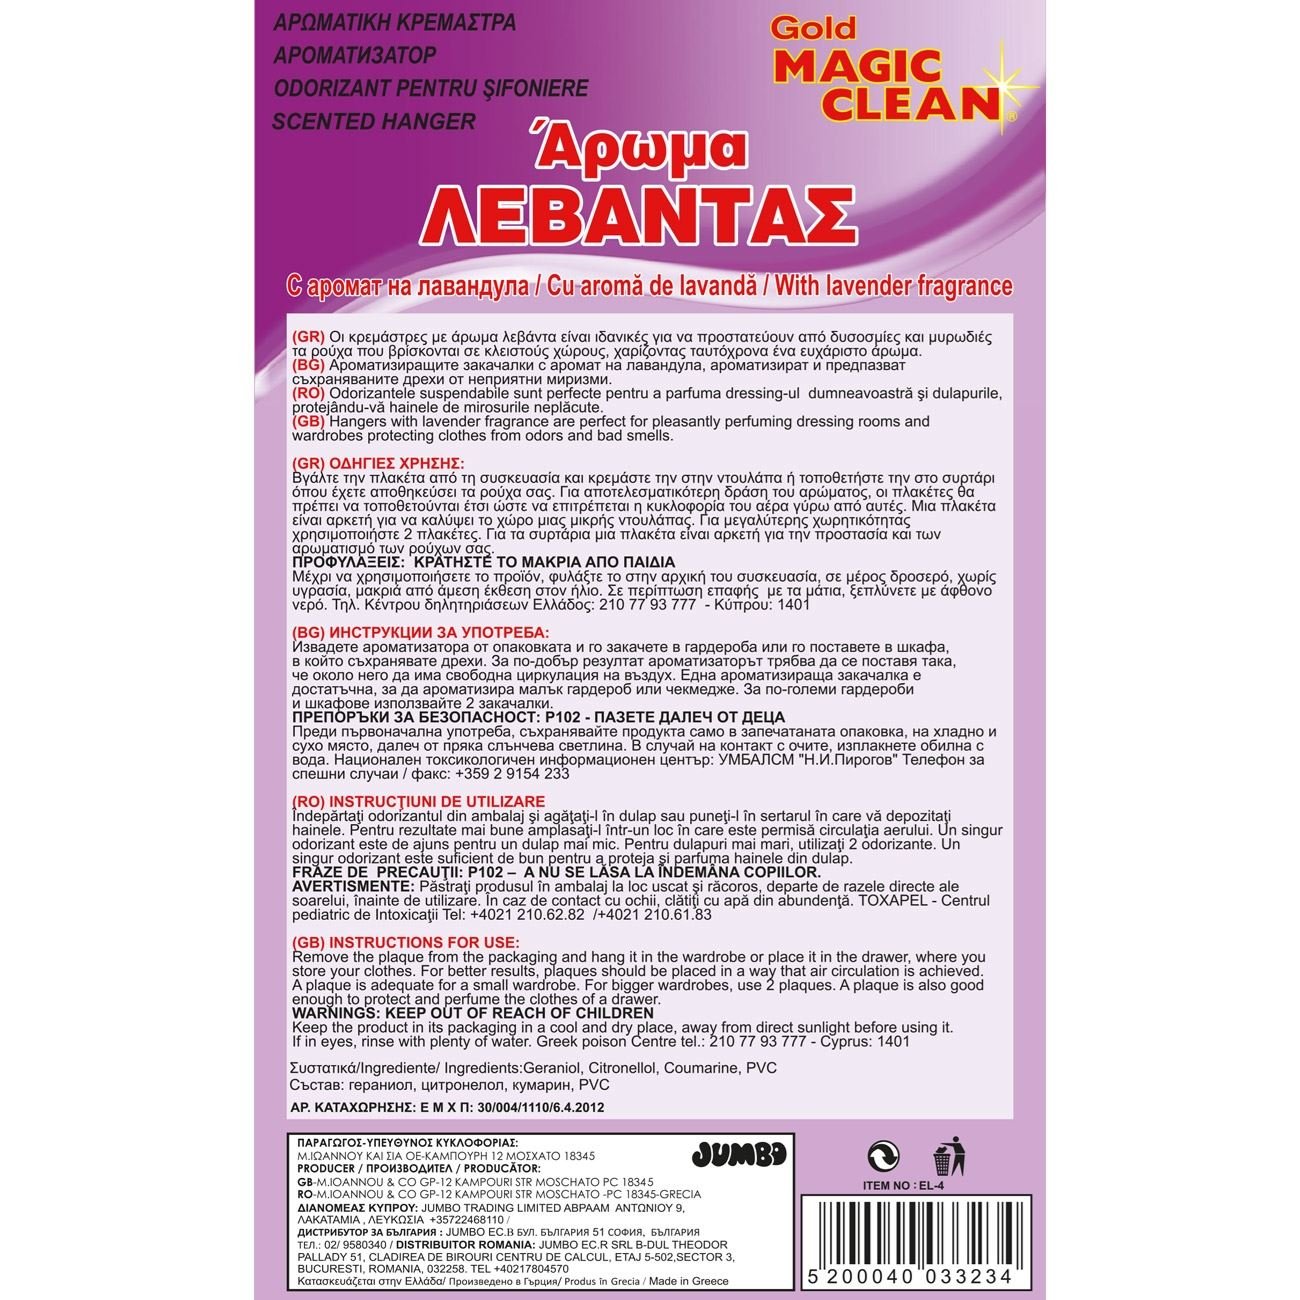 ΑΡΩΜΑΤΙΚΗ ΚΡΕΜΑΣΤΡΑ
АРОМАТИЗАТОР
ODORIZANT PENTRU ŞIFONIERE
SCENTED HANGER
Gold
MAGIC
CLEAN®
Άρωμα
ΛΕΒΑΝΤΑΣ
С аромат на лавандула / Cu aromă de lavandă / With lavender fragrance
(GR) Οι κρεμάστρες με άρωμα λεβάντα είναι ιδανικές για να προστατεύουν από δυσοσμίες και μυρωδιές
τα ρούχα που βρίσκονται σε κλειστούς χώρους, χαρίζοντας ταυτόχρονα ένα ευχάριστο άρωμα.
(BG) Ароматизиращите закачалки с аромат на лавандула, ароматизират и предпазват
съхраняваните дрехи от неприятни миризми.
(RO) Odorizantele suspendabile sunt perfecte pentru a parfuma dressing-ul dumneavoastră şi dulapurile,
protejându-vă hainele de mirosurile neplăcute.
(GB) Hangers with lavender fragrance are perfect for pleasantly perfuming dressing rooms and
wardrobes protecting clothes from odors and bad smells.
(GR) ΟΔΗΓΙΕΣ ΧΡΗΣΗΣ:
Βγάλτε την πλακέτα από τη συσκευασία και κρεμάστε την στην ντουλάπα ή τοποθετήστε την στο συρτάρι
όπου έχετε αποθηκεύσει τα ρούχα σας. Για αποτελεσματικότερη δράση του αρώματος, οι πλακέτες θα
πρέπει να τοποθετούνται έτσι ώστε να επιτρέπεται η κυκλοφορία του αέρα γύρω από αυτές. Μια πλακέτα
είναι αρκετή για να καλύψει το χώρο μιας μικρής ντουλάπας. Για μεγαλύτερης χωρητικότητας
χρησιμοποιήστε 2 πλακέτες. Για τα συρτάρια μια πλακέτα είναι αρκετή για την προστασία και των
αρωματισμό των ρούχων σας.
ΠΡΟΦΥΛΑΞΕΙΣ: ΚΡΑΤΗΣΤΕ ΤΟ ΜΑΚΡΙΑ ΑΠΟ ΠΑΙΔΙΑ
Μέχρι να χρησιμοποιήσετε το προϊόν, φυλάξτε το στην αρχική του συσκευασία, σε μέρος δροσερό, χωρίς
υγρασία, μακριά από άμεση έκθεση στον ήλιο. Σε περίπτωση επαφής με τα μάτια, ξεπλύνετε με άφθονο
νερό. Τηλ. Κέντρου δηλητηριάσεων Ελλάδος: 210 77 93 777 - Κύπρου: 1401
(BG) ИНСТРУКЦИИ ЗА УПОТРЕБА:
Извадете ароматизатора от опаковката и го закачете в гардероба или го поставете в шкафа,
в който съхранявате дрехи. За по-добър резултат ароматизаторът трябва да се поставя така,
че около него да има свободна циркулация на въздух. Една ароматизираща закачалка е
достатъчна, за да ароматизира малък гардероб или чекмедже. За по-големи гардероби
и шкафове използвайте 2 закачалки.
ПРЕПОРЪКИ ЗА БЕЗОПАСНОСТ: P102 - ПАЗЕТЕ ДАЛЕЧ ОТ ДЕЦА
Преди първоначална употреба, съхранявайте продукта само в запечатаната опаковка, на хладно и
сухо място, далеч от пряка слънчева светлина. В случай на контакт с очите, изплакнете обилна с
вода. Национален токсикологичен информационен център: УМБАЛСМ "Н.И.Пирогов" Телефон за
спешни случаи / факс: +359 2 9154 233
(RO) INSTRUCŢIUNI DE UTILIZARE
Îndepărtaţi odorizantul din ambalaj şi agăţaţi-l în dulap sau puneţi-l în sertarul în care vă depozitaţi
hainele. Pentru rezultate mai bune amplasaţi-l într-un loc în care este permisă circulaţia aerului. Un singur
odorizant este de ajuns pentru un dulap mai mic. Pentru dulapuri mai mari, utilizaţi 2 odorizante. Un
singur odorizant este suficient de bun pentru a proteja şi parfuma hainele din dulap.
FRAZE DE PRECAUŢII: P102 – A NU SE LĂSA LA ÎNDEMÂNA COPIILOR.
AVERTISMENTE: Păstraţi produsul în ambalaj la loc uscat şi răcoros, departe de razele directe ale
soarelui, înainte de utilizare. În caz de contact cu ochii, clătiţi cu apă din abundenţă. TOXAPEL - Centrul
pediatric de Intoxicaţii Tel: +4021 210.62.82 /+4021 210.61.83
(GB) INSTRUCTIONS FOR USE:
Remove the plaque from the packaging and hang it in the wardrobe or place it in the drawer, where you
store your clothes. For better results, plaques should be placed in a way that air circulation is achieved.
A plaque is adequate for a small wardrobe. For bigger wardrobes, use 2 plaques. A plaque is also good
enough to protect and perfume the clothes of a drawer.
WARNINGS: KEEP OUT OF REACH OF CHILDREN
Keep the product in its packaging in a cool and dry place, away from direct sunlight before using it.
If in eyes, rinse with plenty of water. Greek poison Centre tel.: 210 77 93 777 - Cyprus: 1401
Συστατικά/Ingrediente/ Ingredients:Geraniol, Citronellol, Coumarine, PVC
Състав: гераниол, цитронелол, кумарин, PVC
ΑΡ. ΚΑΤΑΧΩΡΗΣΗΣ: Ε Μ Χ Π: 30/004/1110/6.4.2012
ΠΑΡΑΓΩΓΟΣ-ΥΠΕΥΘΥΝΟΣ ΚΥΚΛΟΦΟΡΙΑΣ:
Μ.ΙΩΑΝΝΟΥ ΚΑΙ ΣΙΑ ΟΕ-ΚΑΜΠΟΥΡΗ 12 ΜΟΣΧΑΤΟ 18345
PRODUCER / ПРОИЗВОДИТЕЛ / PRODUCĂTOR:
GB-M.IOANNOU & CO GP-12 KAMPOURI STR MOSCHATO PC 18345
RO-M.IOANNOU & CO GP-12 KAMPOURI STR MOSCHATO -PC 18345-GRECIA
ΔΙΑΝΟΜΕΑΣ ΚΥΠΡΟΥ: JUMBO TRADING LIMITED ΑΒΡΑΑΜ ΑΝΤΩΝΙΟΥ 9,
ΛΑΚΑΤΑΜΙΑ , ΛΕΥΚΩΣΙΑ +35722468110 /
ДИСТРИБУТОР ЗА БЪЛГАРИЯ : JUMBO EC.B БУЛ. БЪЛГАРИЯ 51 СОФИЯ, БЪЛГАРИЯ
ТЕЛ.: 02/ 9580340 / DISTRIBUITOR ROMANIA: JUMBO EC.R SRL B-DUL THEODOR
PALLADY 51, CLADIREA DE BIROURI CENTRU DE CALCUL, ETAJ 5-502,SECTOR 3,
BUCURESTI, ROMANIA, 032258. TEL +40217804570
Κατασκευάζεται στην Ελλάδα/ Произведено в Гърция/ Produs în Grecia / Made in Greece
JUMBO
ITEM NO : EL-4
5 200040 033234